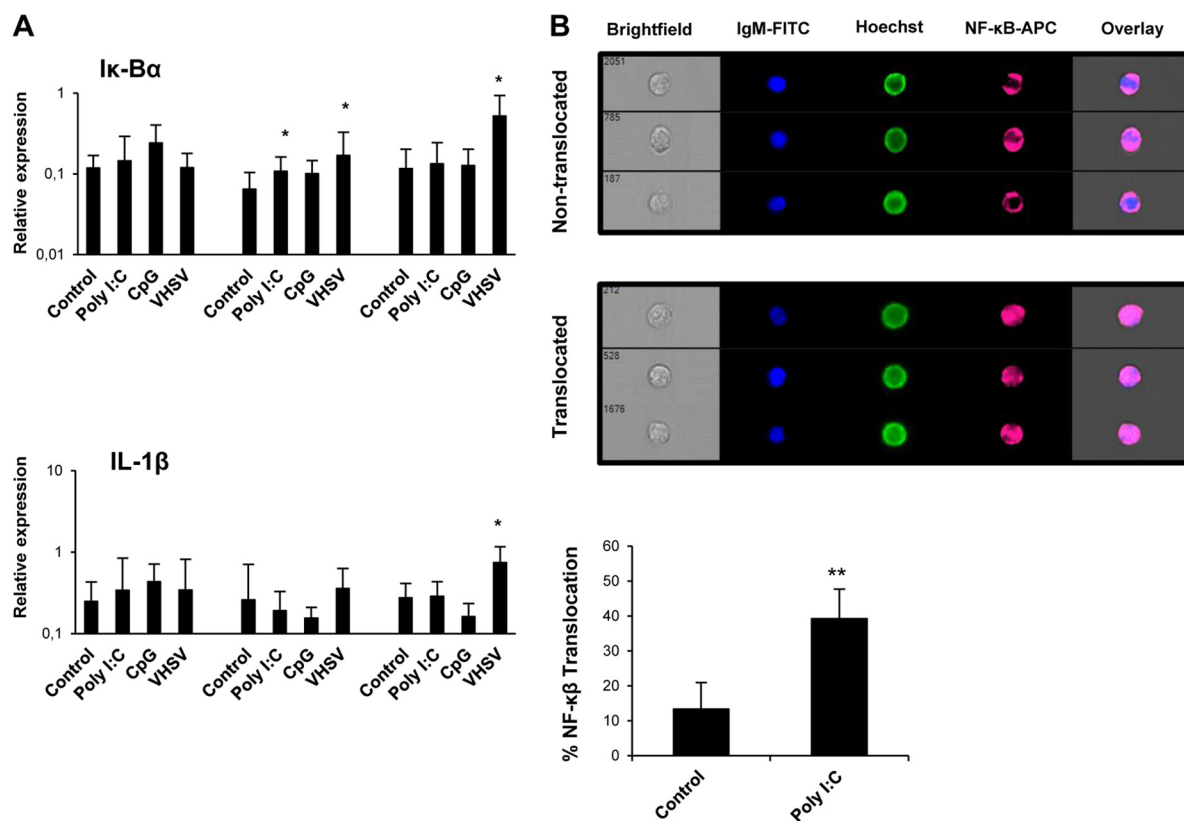 A
Iκ-Bα
Relative expression
1
0,1
0,01
*
*
*
Control
Poly I:C
CpG
VHSV
Control
Poly I:C
CpG
VHSV
Control
Poly I:C
CpG
VHSV
IL-1β
Relative expression
10
1
0,1
*
Control
Poly I:C
CpG
VHSV
Control
Poly I:C
CpG
VHSV
Control
Poly I:C
CpG
VHSV
B
Brightfield IgM-FITC Hoechst NF-κB-APC Overlay
Non-translocated
2051
785
187
Translocated
212
528
1676
% NF-κβ Translocation
60
50
40
30
20
10
0
**
Control
Poly I:C